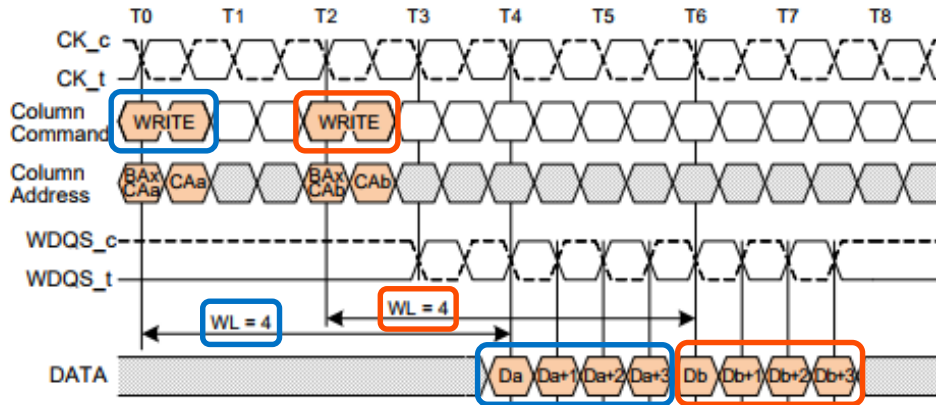 T0 T1 T2 T3 T4 T5 T6 T7 T8
CK_c
CK_t
Column
Command
WRITE WRITE
Column
Address
BAx
CAa
CAa
BAx
CAb
CAb
WDQS_c
WDQS_t
WL = 4
WL = 4
DATA
Da Da+1 Da+2 Da+3 Db Db+1 Db+2 Db+3